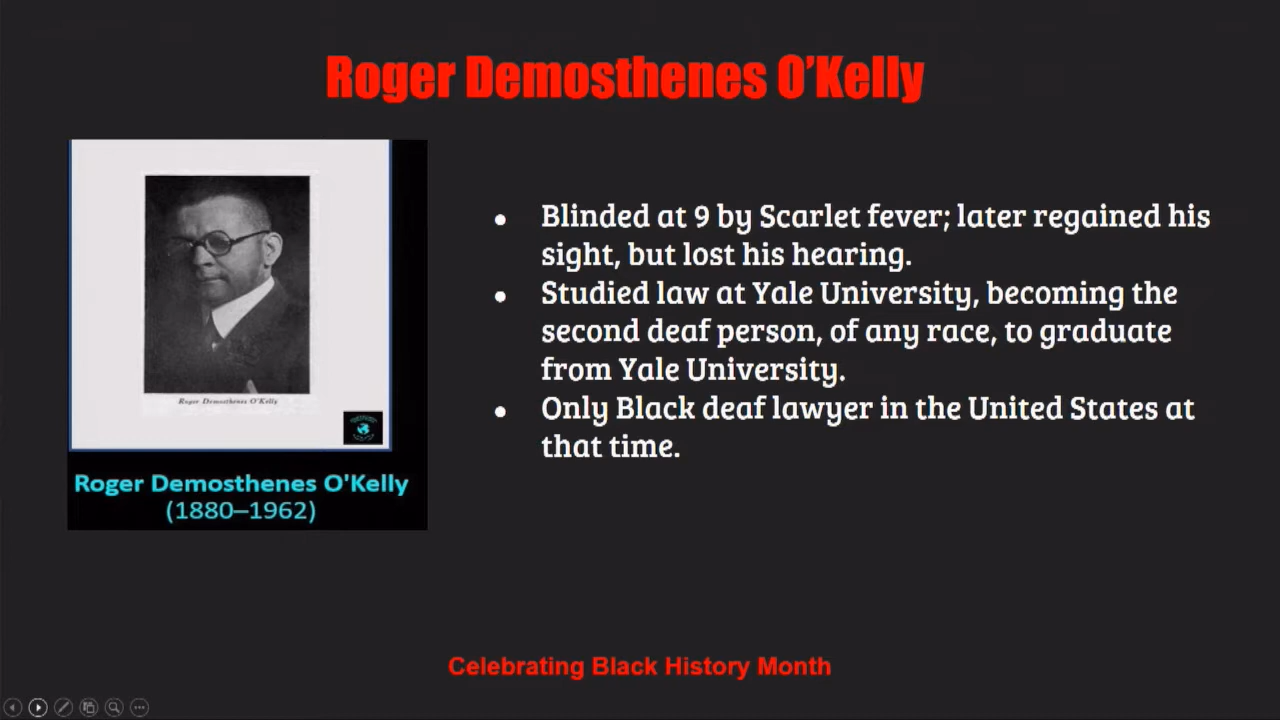 Roger Demosthenes O’Kelly
Roger Demosthenes O'Kelly
Roger Demosthenes O'Kelly
(1880–1962)
● Blinded at 9 by Scarlet fever; later regained his
sight, but lost his hearing.
● Studied law at Yale University, becoming the
second deaf person, of any race, to graduate
from Yale University.
● Only Black deaf lawyer in the United States at
that time.
Celebrating Black History Month